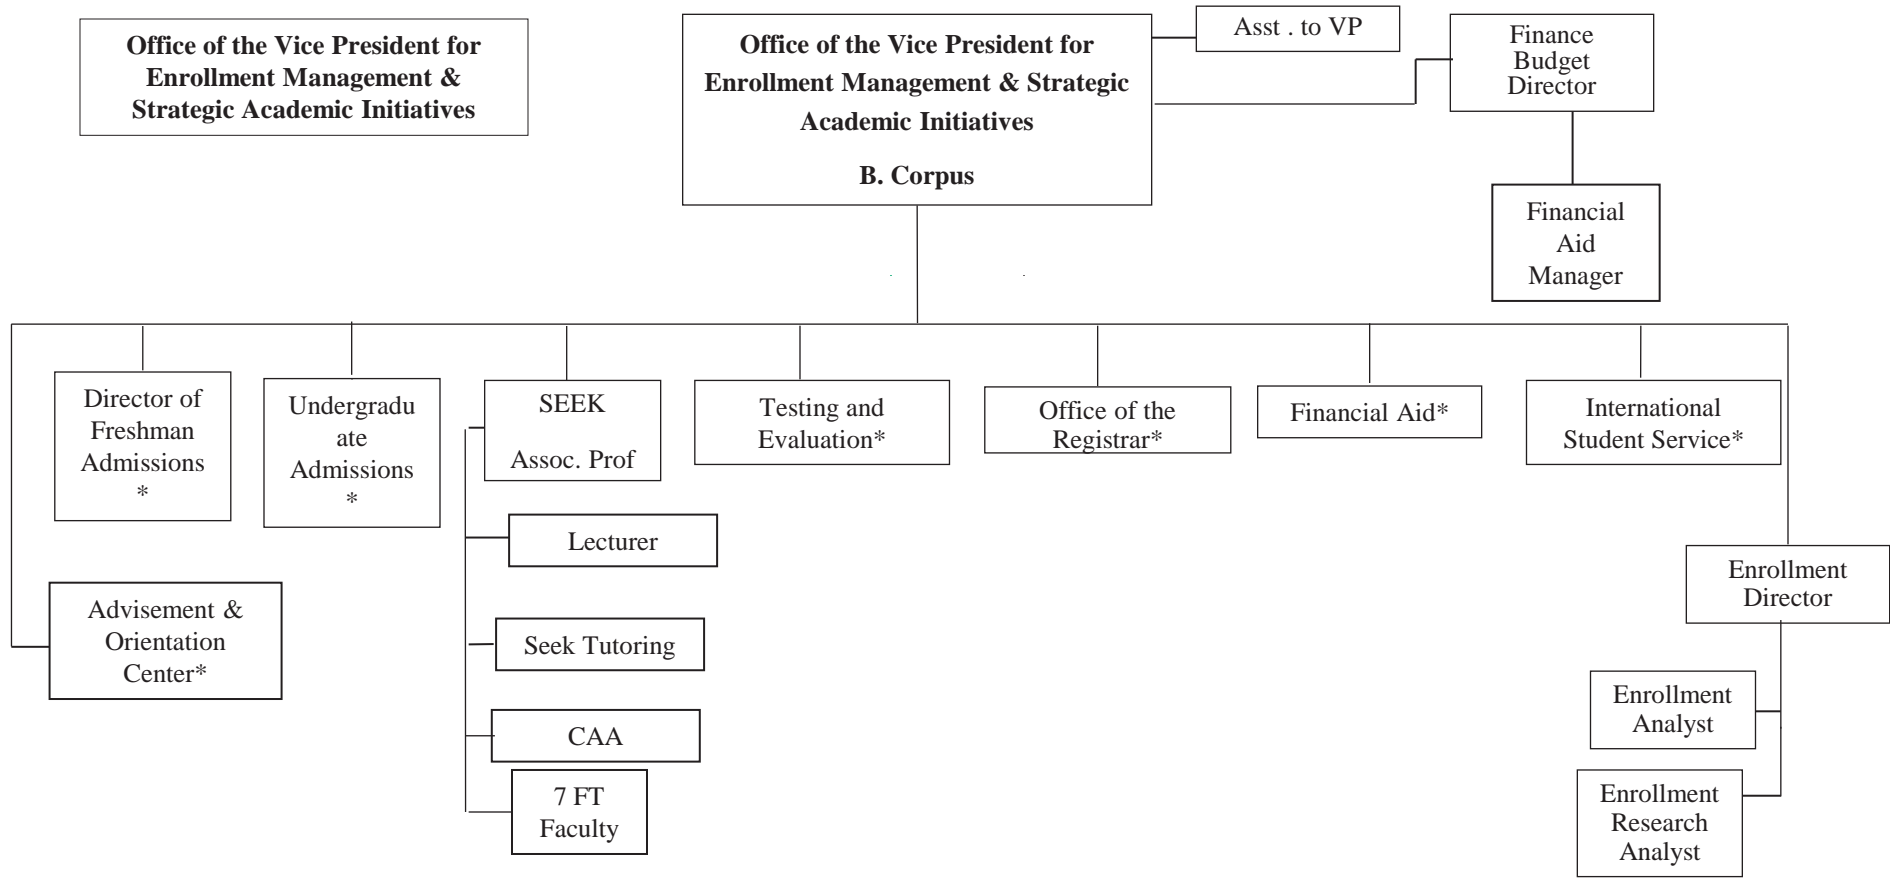 Office of the Vice President for
Enrollment Management &
Strategic Academic Initiatives
Office of the Vice President for
Enrollment Management & Strategic
Academic Initiatives
B. Corpus
Asst . to VP
Finance
Budget
Director
Financial
Aid
Manager
Director of
Freshman
Admissions
*
Undergradu
ate
Admissions
*
SEEK
Assoc. Prof
Testing and
Evaluation*
Office of the
Registrar*
Financial Aid*
International
Student Service*
Lecturer
Seek Tutoring
CAA
7 FT
Faculty
Advisement &
Orientation
Center*
Enrollment
Director
Enrollment
Analyst
Enrollment
Research
Analyst